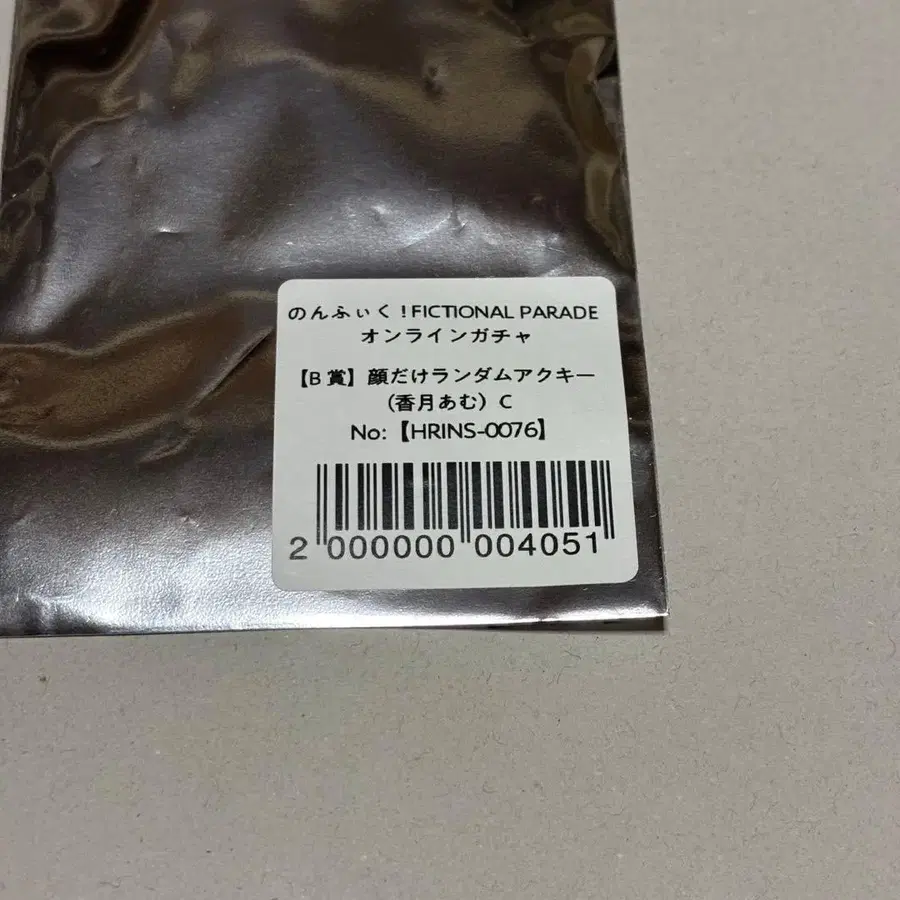 のんふぃく！FICTIONAL PARADE
オンラインガチャ
【B 賞】顔だけランダムアクキー
（香月あむ）C
No:【HRINS-0076】
2 000000 004051